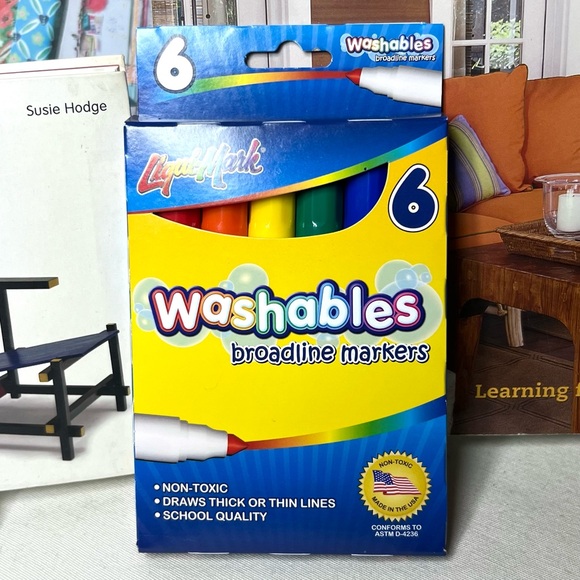 Susie Hodge
6
Washables
broadline markers
LiquiMark
6
Washables
broadline markers
• NON-TOXIC
• DRAWS THICK OR THIN LINES
• SCHOOL QUALITY
NON-TOXIC
MADE IN THE USA
CONFORMS TO
ASTM D-4236
Learning